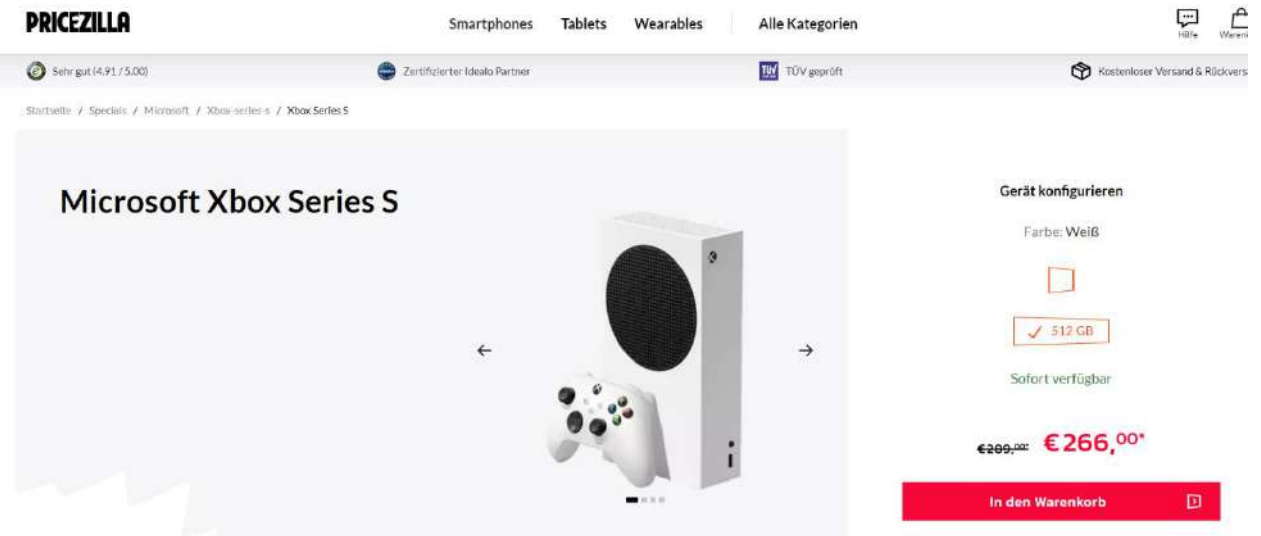 PRICEZILLA
Smartphones Tablets Wearables Alle Kategorien
Hilfe
Sehr gut (4.91 / 5.00) Zertifizierter Idealo Partner TÜV TÜV geprüft Kostenloser Versand & Rückvers
Startseite / Specials / Microsoft / Xbox-series-s / Xbox Series S
Microsoft Xbox Series S
Gerät konfigurieren
Farbe: Weiß
512 GB
Sofort verfügbar
€266,00*
In den Warenkorb